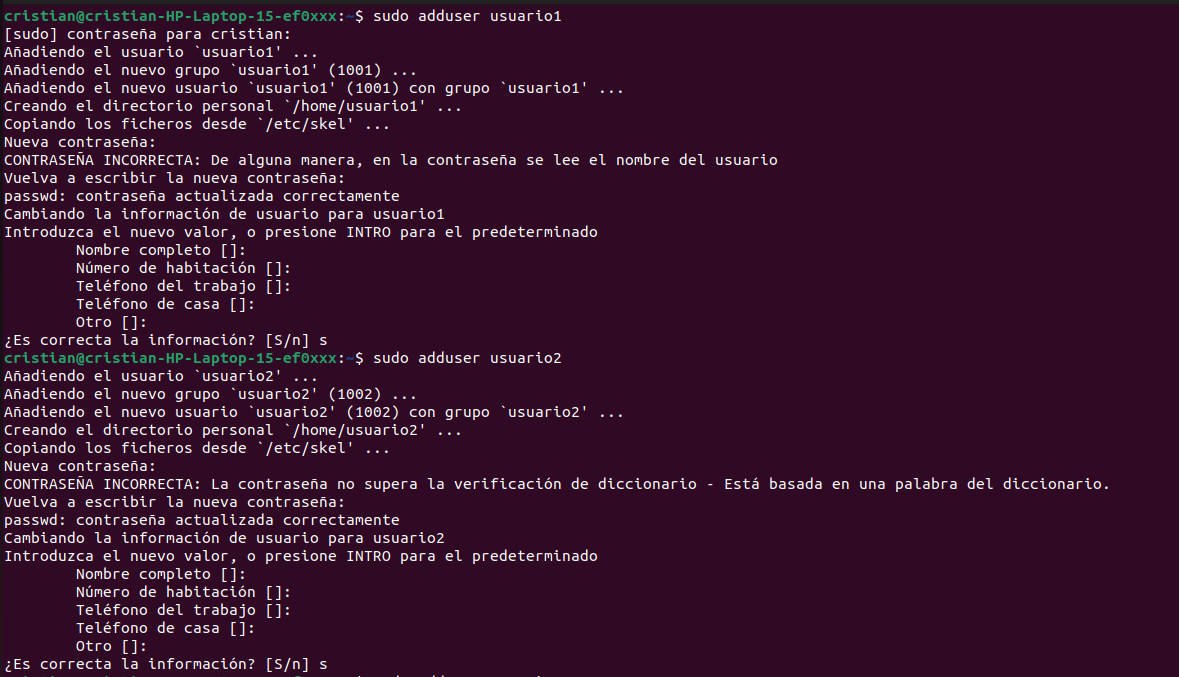 cristian@cristian-HP-Laptop-15-ef0xxx:~$ sudo adduser usuario1
[sudo] contraseña para cristian:
Añadiendo el usuario `usuario1' ...
Añadiendo el nuevo grupo `usuario1' (1001) ...
Añadiendo el nuevo usuario `usuario1' (1001) con grupo `usuario1' ...
Creando el directorio personal `/home/usuario1' ...
Copiando los ficheros desde `/etc/skel' ...
Nueva contraseña:
CONTRASEÑA INCORRECTA: De alguna manera, en la contraseña se lee el nombre del usuario
Vuelva a escribir la nueva contraseña:
passwd: contraseña actualizada correctamente
Cambiando la información de usuario para usuario1
Introduzca el nuevo valor, o presione INTRO para el predeterminado
Nombre completo []:
Número de habitación []:
Teléfono del trabajo []:
Teléfono de casa []:
Otro []:
¿Es correcta la información? [S/n] s
cristian@cristian-HP-Laptop-15-ef0xxx:~$ sudo adduser usuario2
Añadiendo el usuario `usuario2' ...
Añadiendo el nuevo grupo `usuario2' (1002) ...
Añadiendo el nuevo usuario `usuario2' (1002) con grupo `usuario2' ...
Creando el directorio personal `/home/usuario2' ...
Copiando los ficheros desde `/etc/skel' ...
Nueva contraseña:
CONTRASEÑA INCORRECTA: La contraseña no supera la verificación de diccionario - Está basada en una palabra del diccionario.
Vuelva a escribir la nueva contraseña:
passwd: contraseña actualizada correctamente
Cambiando la información de usuario para usuario2
Introduzca el nuevo valor, o presione INTRO para el predeterminado
Nombre completo []:
Número de habitación []:
Teléfono del trabajo []:
Teléfono de casa []:
Otro []:
¿Es correcta la información? [S/n] s